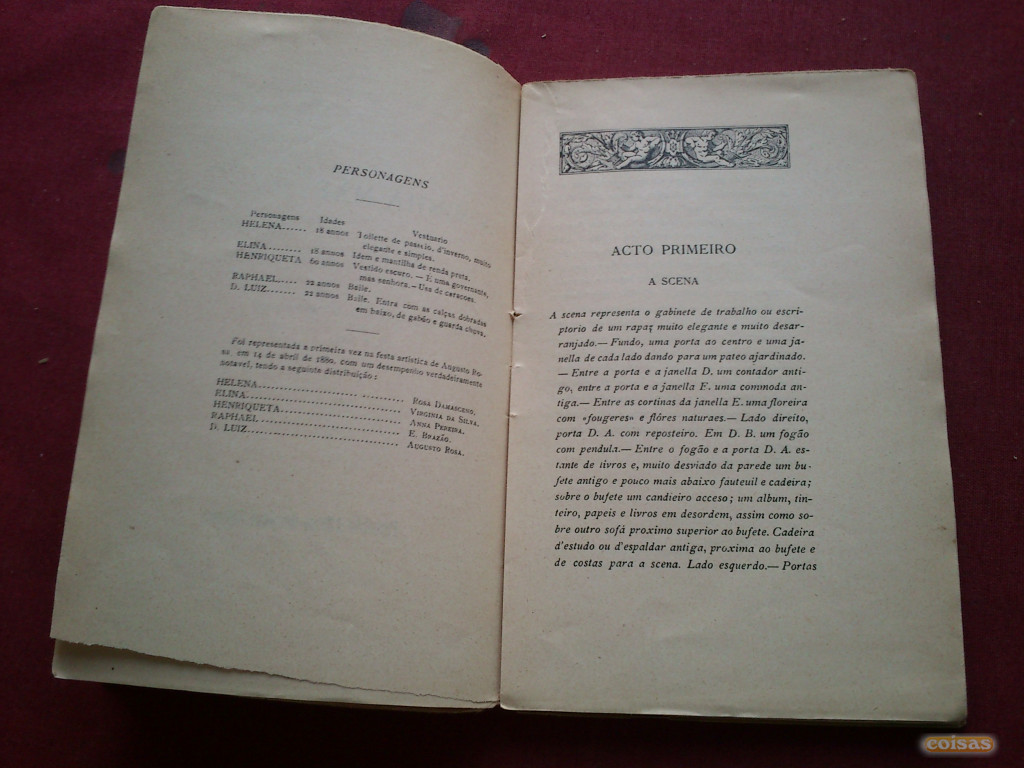 PERSONAGENS
Personagens Idades Vestuario
HELENA...... 18 annos Toilette de passeio, d'inverno, muito
elegante e simples.
ELINA........ 18 annos Idem e mantilha de renda preta.
HENRIQUETA 60 annos Vestido escuro. — É uma governante,
mas senhora. — Usa de caracoes.
RAPHAEL.... 22 annos Baile.
D. LUIZ....... 22 annos Baile. Entra com as calças dobradas
em baixo, de gabão e guarda chuva.
Foi representada a primeira vez na festa artistica de Augusto Ro-
sa, em 14 de abril de 1880, com um desempenho verdadeiramente
notavel, tendo a seguinte distribuição:
HELENA........................ ROSA DAMASCENO.
ELINA........................ VIRGINIA DA SILVA.
HENRIQUETA........................ ANNA PEREIRA.
RAPHAEL........................ E. BRAZÃO.
D. LUIZ........................ AUGUSTO ROSA.
ACTO PRIMEIRO
A SCENA
A scena representa o gabinete de trabalho ou escri-
ptorio de um rapaz muito elegante e muito desar-
ranjado.— Fundo, uma porta ao centro e uma ja-
nella de cada lado dando para um pateo ajardinado.
— Entre a porta e a janella D. um contador anti-
go, entre a porta e a janella E. uma commoda an-
tiga.— Entre as cortinas da janella E. uma floreira
com «fougeres» e flôres naturaes.— Lado direito,
porta D. A. com reposteiro. Em D. B. um fogão
com pendula.— Entre o fogão e a porta D. A. es-
tante de livros e, muito desviado da parede um bu-
fete antigo e pouco mais abaixo fauteuil e cadeira;
sobre o bufete um candieiro acceso; um album, tin-
teiro, papeis e livros em desordem, assim como so-
bre outro sofá proximo superior ao bufete. Cadeira
d'estudo ou d'espaldar antiga, proxima ao bufete e
de costas para a scena. Lado esquerdo.— Portas
coisas